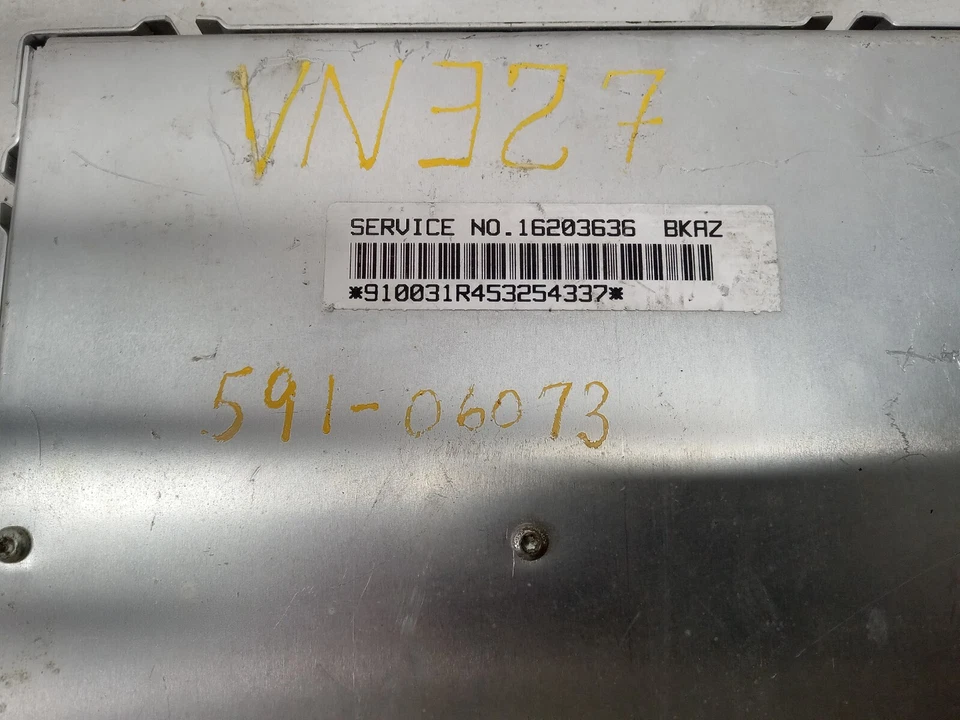 VN327
SERVICE NO.16203636 BKAZ
*910031R453254337*
591-06073